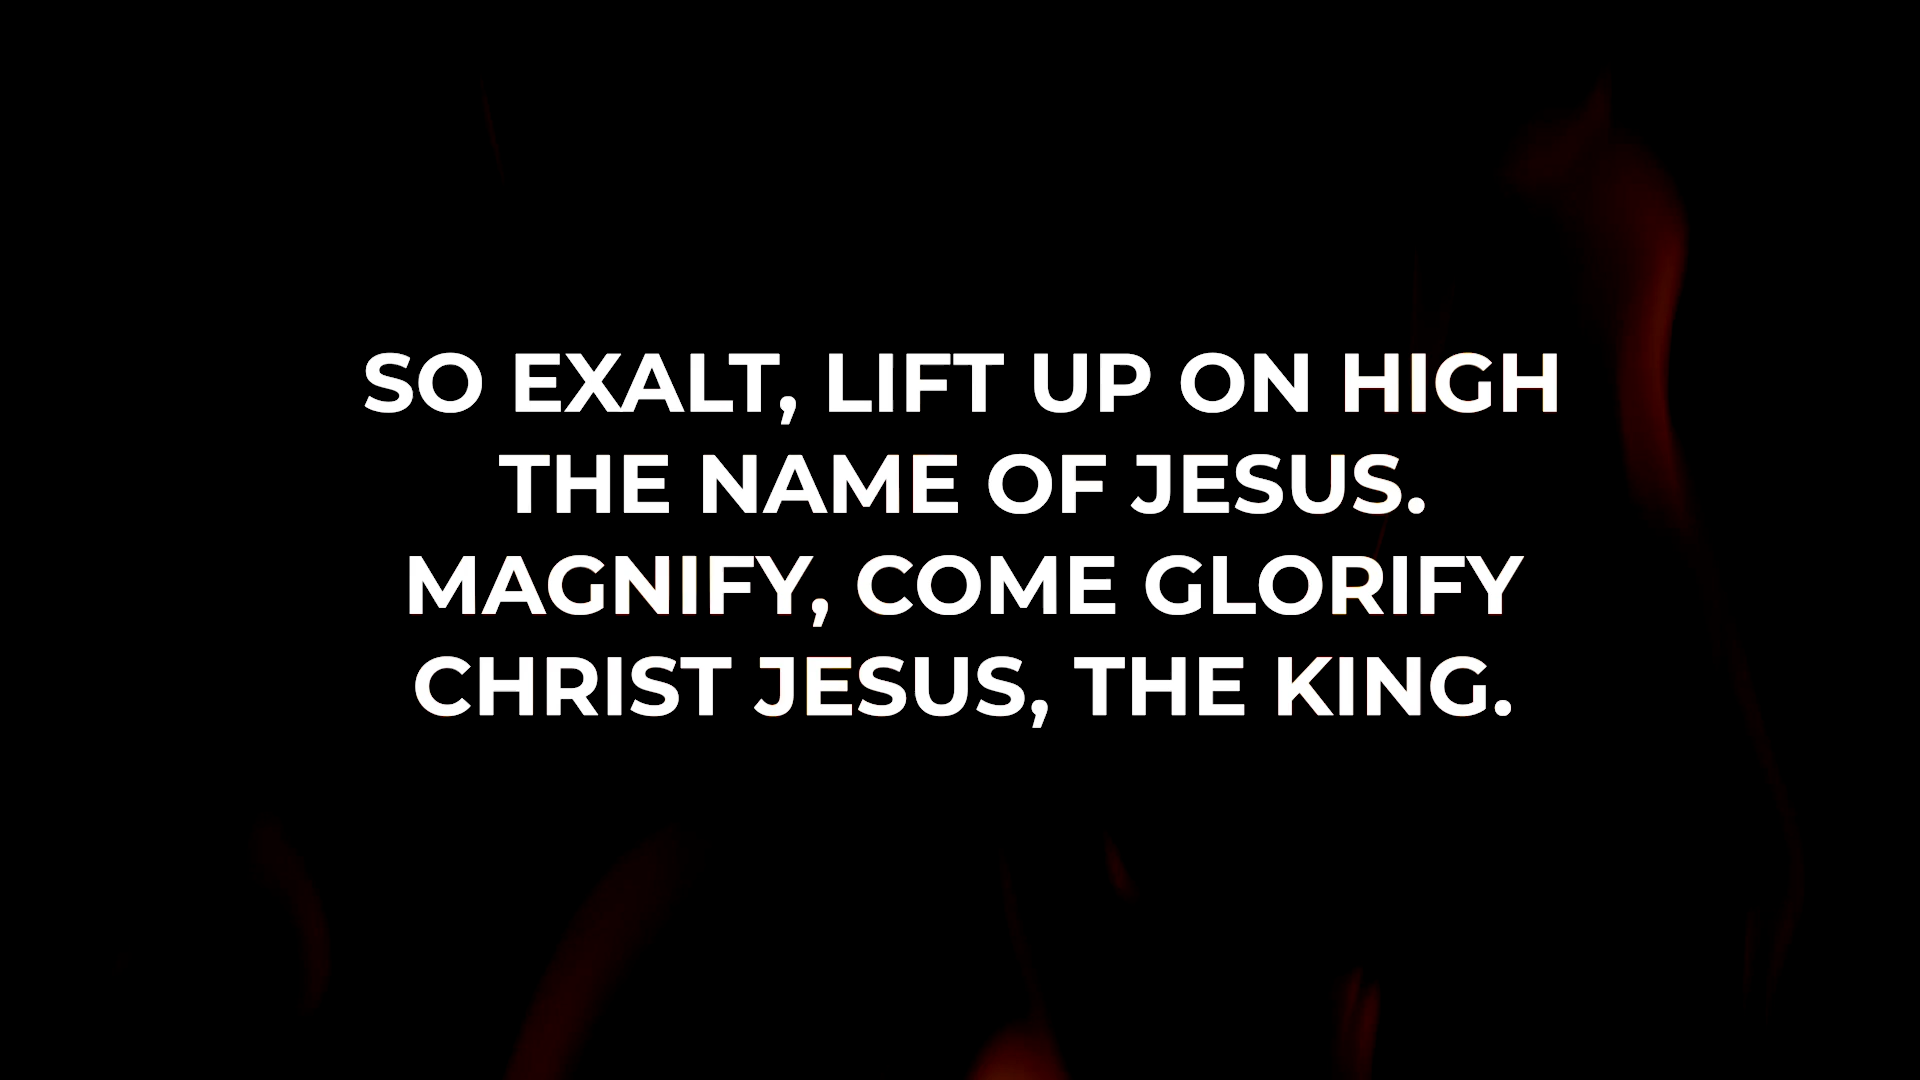 SO EXALT, LIFT UP ON HIGH
THE NAME OF JESUS.
MAGNIFY, COME GLORIFY
CHRIST JESUS, THE KING.